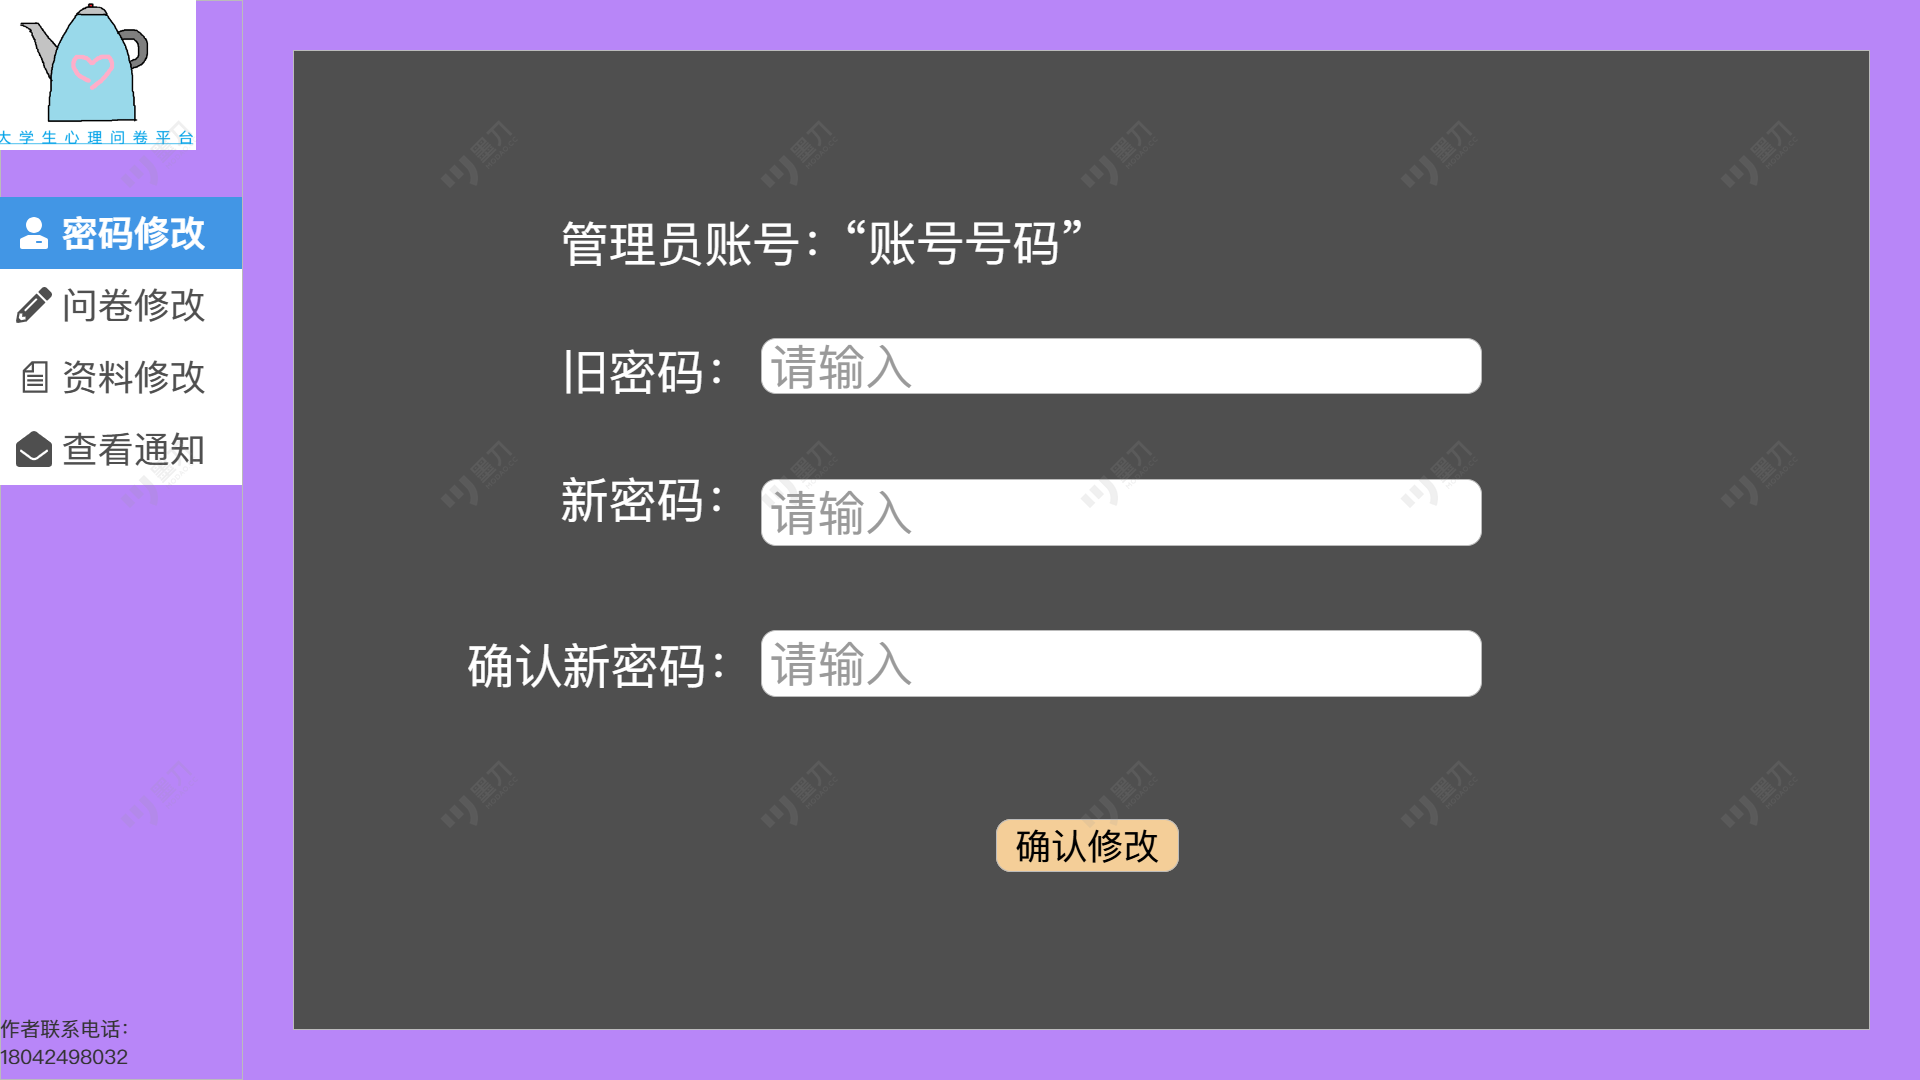 大学生心理问卷平台
密码修改
问卷修改
资料修改
查看通知
管理员账号：“账号号码”
旧密码：
请输入
新密码：
请输入
确认新密码：
请输入
确认修改
作者联系电话：
18042498032
墨刀